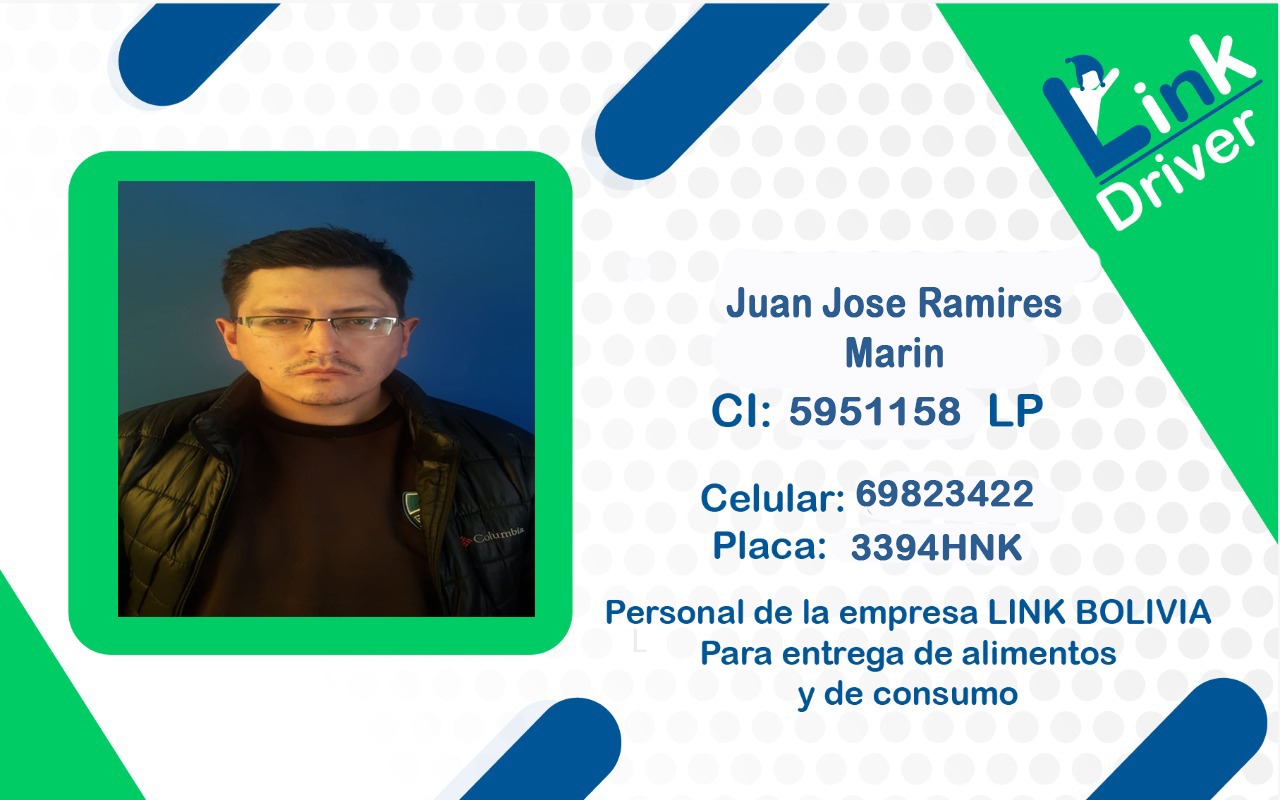 Link
Driver
Juan Jose Ramires
Marin
CI: 5951158 LP
Celular: 69823422
Placa: 3394HNK
Columbia
Personal de la empresa LINK BOLIVIA
Para entrega de alimentos
y de consumo
L